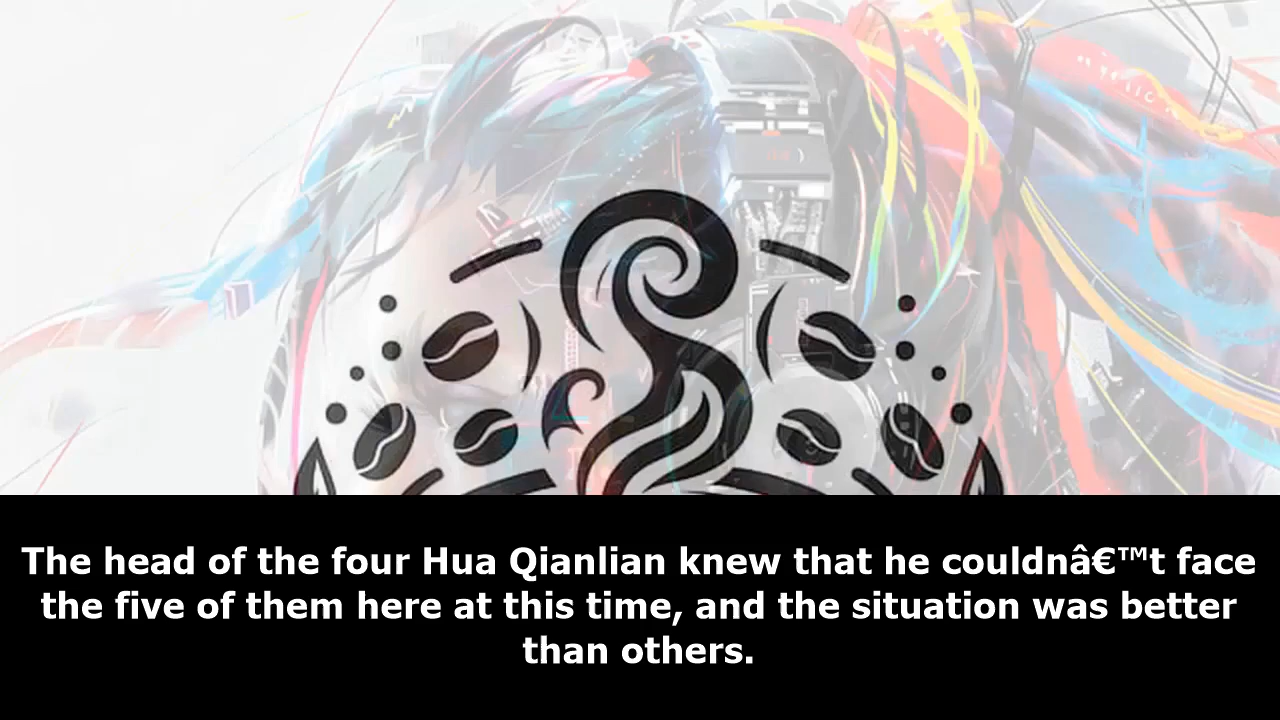 The head of the four Hua Qianlian knew that he couldnâ€™t face
the five of them here at this time, and the situation was better
than others.